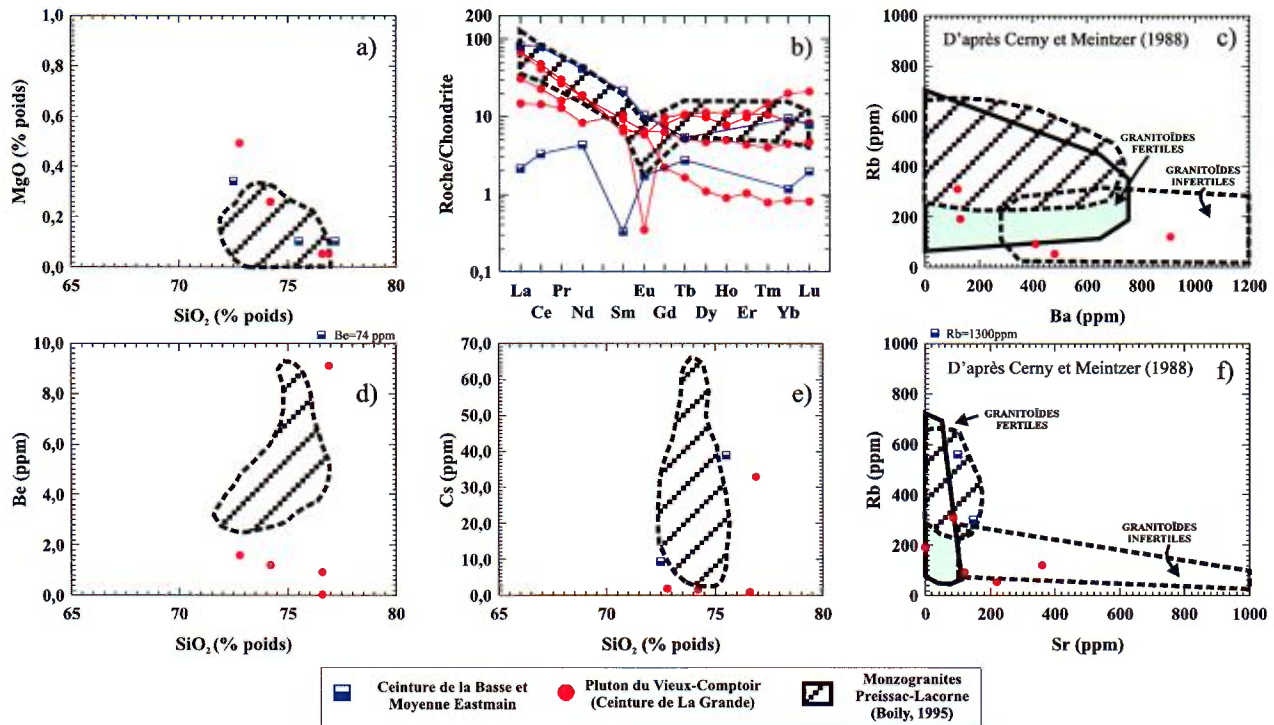 a)
MgO (% poids)
1,0
0,8
0,6
0,4
0,2
0,0
65 70 75 80
SiO2 (% poids)
b)
Roche/Chondrite
100
10
1
0,1
La Pr Eu Tb Ho Tm Lu
Ce Nd Sm Gd Dy Er Yb
c)
D'après Cerny et Meintzer (1988)
Rb (ppm)
1000
800
600
400
200
0
GRANITOÏDES
FERTILES
GRANITOÏDES
INFERTILES
0 200 400 600 800 1000 1200
Ba (ppm)
Be=74 ppm
d)
Be (ppm)
10,0
8,0
6,0
4,0
2,0
0,0
65 70 75 80
SiO2 (% poids)
e)
Cs (ppm)
70,0
60,0
50,0
40,0
30,0
20,0
10,0
0,0
65 70 75 80
SiO2 (% poids)
Rb=1300ppm
f)
D'après Cerny et Meintzer (1988)
Rb (ppm)
1000
800
600
400
200
0
GRANITOÏDES
FERTILES
GRANITOÏDES
INFERTILES
0 200 400 600 800 1000
Sr (ppm)
Ceinture de la Basse et
Moyenne Eastmain
Pluton du Vieux-Comptoir
(Ceinture de La Grande)
Monzogranites
Preissac-Lacorne
(Boily, 1995)